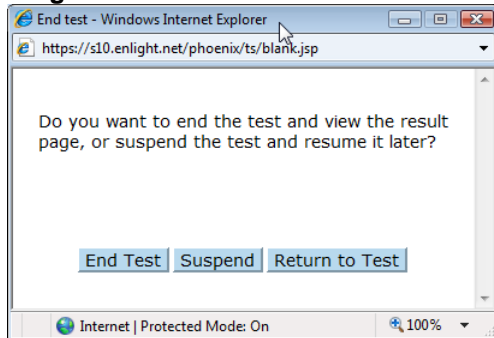 End test - Windows Internet Explorer
https://s10.enlight.net/phoenix/ts/blank.jsp
Do you want to end the test and view the result
page, or suspend the test and resume it later?
End Test Suspend Return to Test
Internet | Protected Mode: On 100%